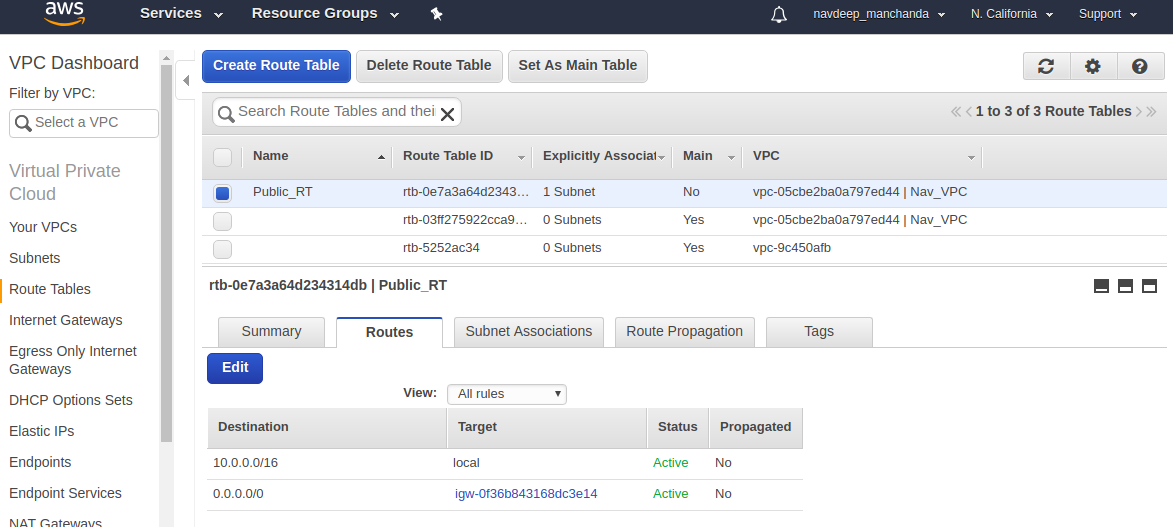 aws Services Resource Groups navdeep_manchanda N. California Support
VPC Dashboard
Filter by VPC:
Select a VPC
Virtual Private
Cloud
Your VPCs
Subnets
Route Tables
Internet Gateways
Egress Only Internet
Gateways
DHCP Options Sets
Elastic IPs
Endpoints
Endpoint Services
NAT Gateways
Create Route Table Delete Route Table Set As Main Table
Search Route Tables and thei 1 to 3 of 3 Route Tables
Name Route Table ID Explicitly Associat Main VPC
Public_RT rtb-0e7a3a64d2343... 1 Subnet No vpc-05cbe2ba0a797ed44 | Nav_VPC
rtb-03ff275922cca9... 0 Subnets Yes vpc-05cbe2ba0a797ed44 | Nav_VPC
rtb-5252ac34 0 Subnets Yes vpc-9c450afb
rtb-0e7a3a64d234314db | Public_RT
Summary Routes Subnet Associations Route Propagation Tags
Edit
View: All rules
Destination Target Status Propagated
10.0.0.0/16 local Active No
0.0.0.0/0 igw-0f36b843168dc3e14 Active No